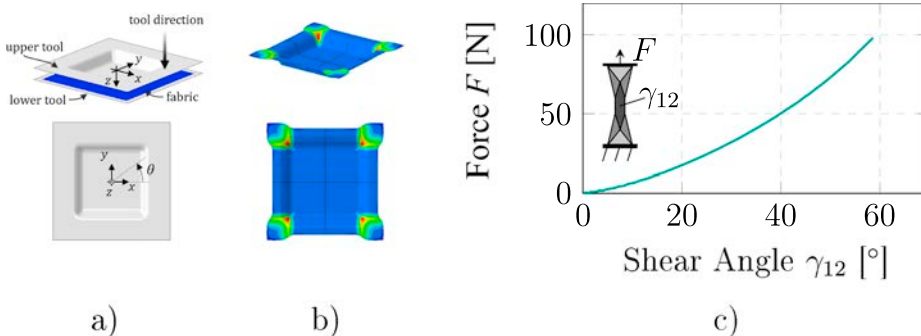 tool direction
upper tool
y
x
z
lower tool
fabric
y
θ
x
z
a)
b)
Force F [N]
100
50
0
F
γ12
0
20
40
60
Shear Angle γ12 [°]
c)